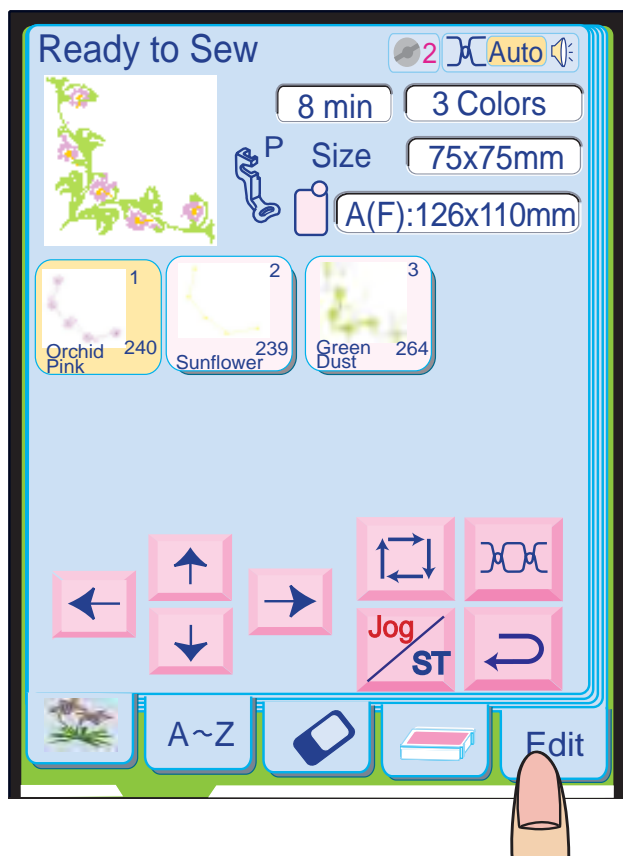 Ready to Sew 2 Auto
8 min 3 Colors
P Size 75x75mm
A(F):126x110mm
1 2 3
Orchid Pink 240 Sunflower 239 Green Dust 264
Jog/ST
A~Z Edit